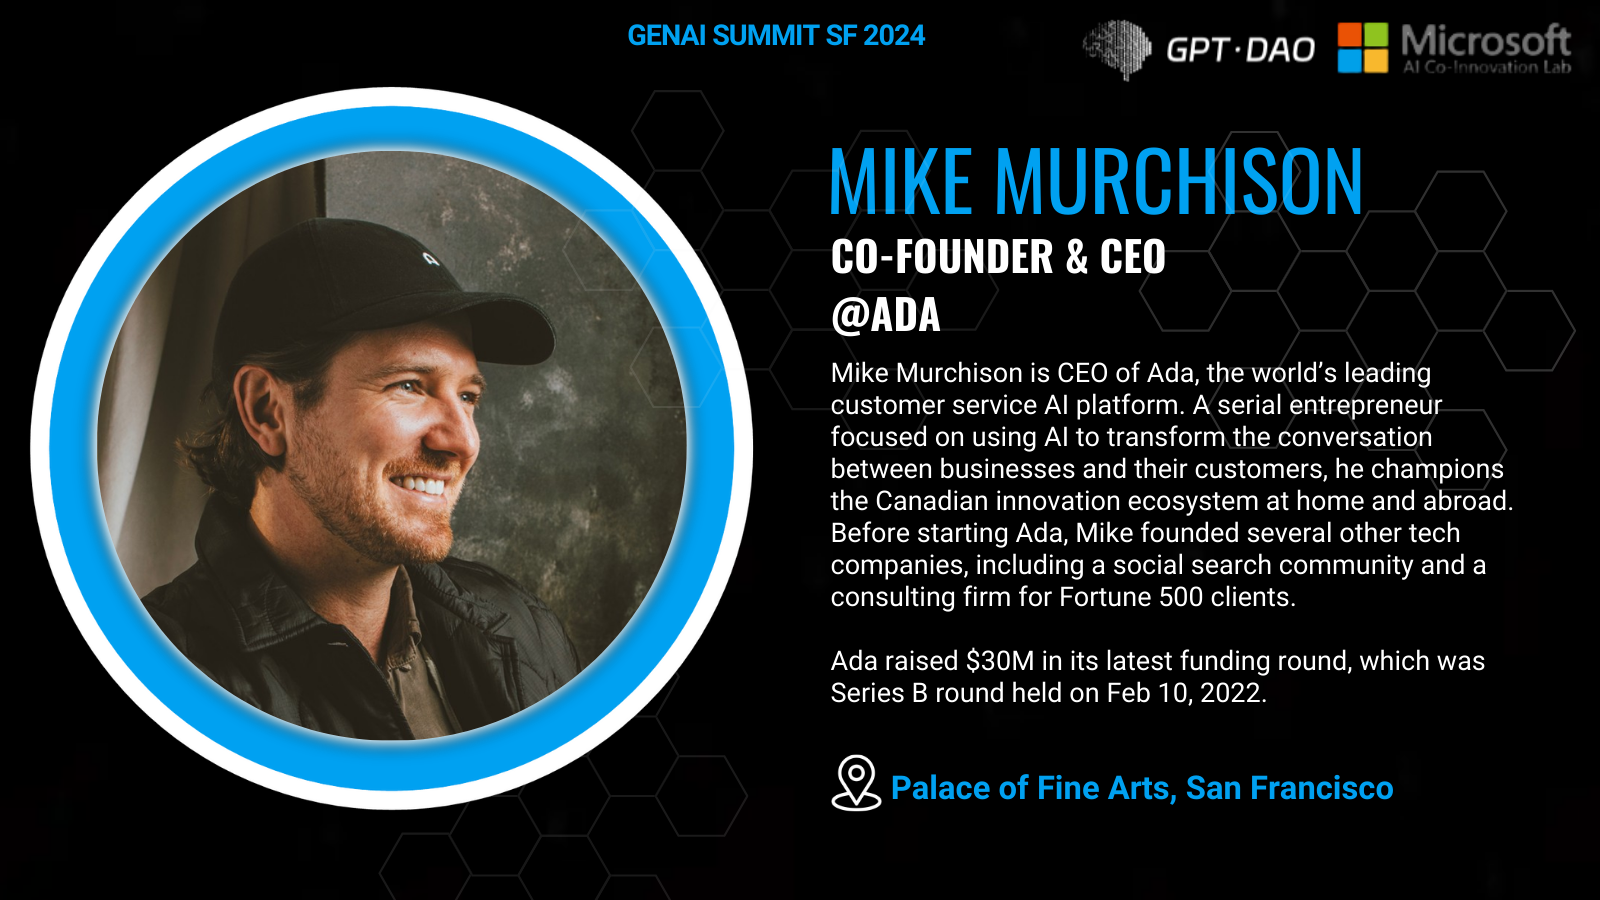 GENAI SUMMIT SF 2024
GPT·DAO
Microsoft
AI Co-Innovation Lab
MIKE MURCHISON
CO-FOUNDER & CEO
@ADA
Mike Murchison is CEO of Ada, the world’s leading
customer service AI platform. A serial entrepreneur
focused on using AI to transform the conversation
between businesses and their customers, he champions
the Canadian innovation ecosystem at home and abroad.
Before starting Ada, Mike founded several other tech
companies, including a social search community and a
consulting firm for Fortune 500 clients.
Ada raised $30M in its latest funding round, which was
Series B round held on Feb 10, 2022.
Palace of Fine Arts, San Francisco